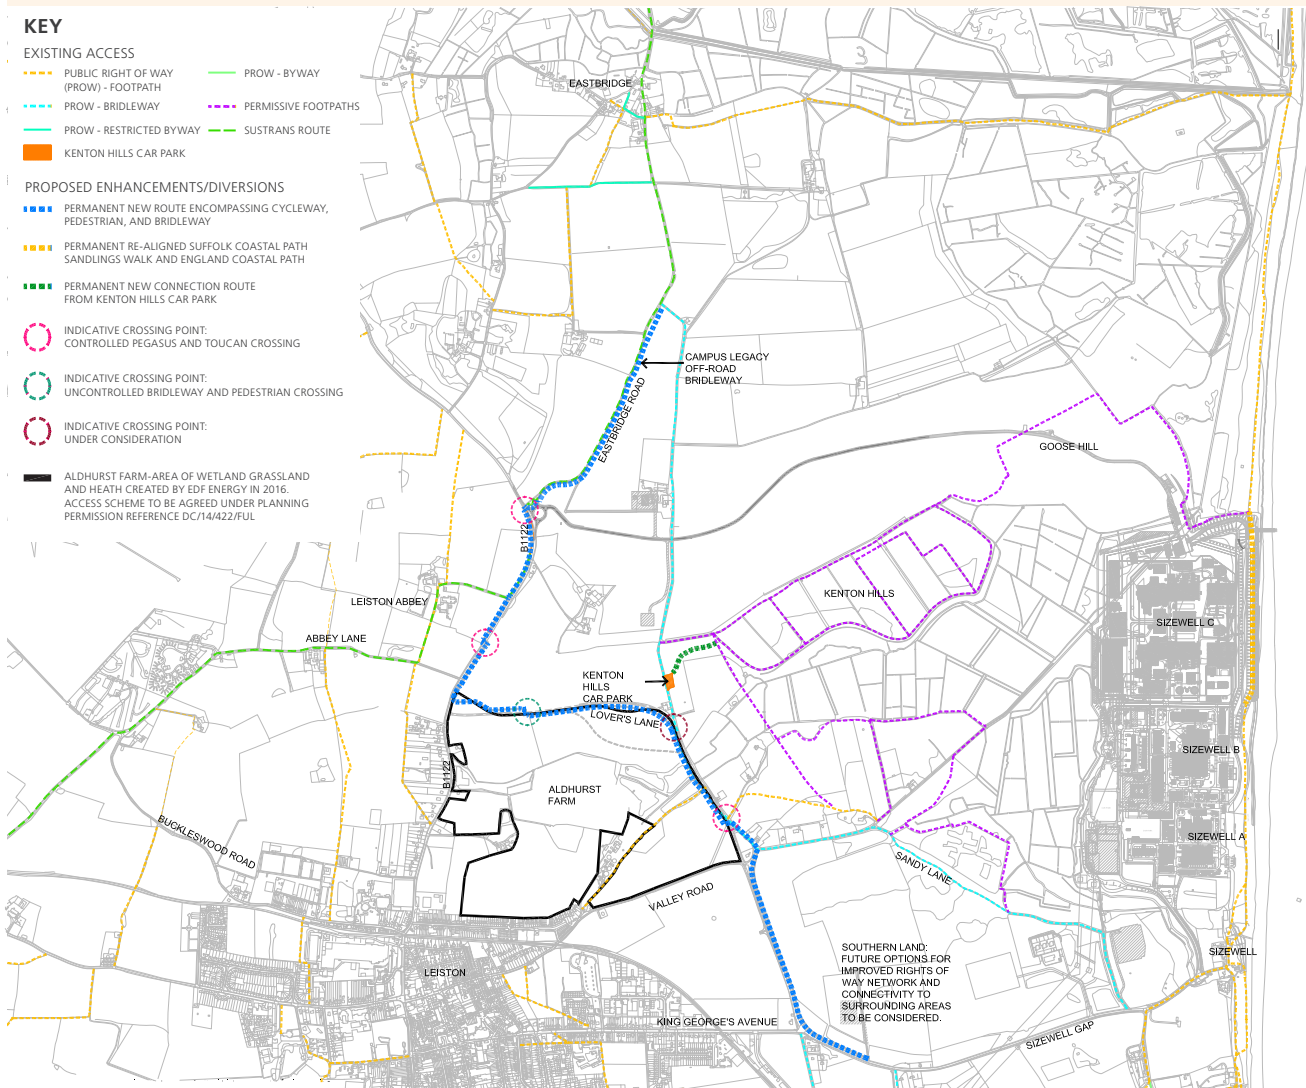 KEY
EXISTING ACCESS
PUBLIC RIGHT OF WAY
(PROW) - FOOTPATH
PROW - BYWAY
PROW - BRIDLEWAY
PERMISSIVE FOOTPATHS
PROW - RESTRICTED BYWAY
SUSTRANS ROUTE
KENTON HILLS CAR PARK
PROPOSED ENHANCEMENTS/DIVERSIONS
PERMANENT NEW ROUTE ENCOMPASSING CYCLEWAY,
PEDESTRIAN, AND BRIDLEWAY
PERMANENT RE-ALIGNED SUFFOLK COASTAL PATH
SANDLINGS WALK AND ENGLAND COASTAL PATH
PERMANENT NEW CONNECTION ROUTE
FROM KENTON HILLS CAR PARK
INDICATIVE CROSSING POINT:
CONTROLLED PEGASUS AND TOUCAN CROSSING
INDICATIVE CROSSING POINT:
UNCONTROLLED BRIDLEWAY AND PEDESTRIAN CROSSING
INDICATIVE CROSSING POINT:
UNDER CONSIDERATION
ALDHURST FARM-AREA OF WETLAND GRASSLAND
AND HEATH CREATED BY EDF ENERGY IN 2016.
ACCESS SCHEME TO BE AGREED UNDER PLANNING
PERMISSION REFERENCE DC/14/422/FUL
EASTBRIDGE
CAMPUS LEGACY
OFF-ROAD
BRIDLEWAY
EASTBRIDGE ROAD
GOOSE HILL
B1122
LEISTON ABBEY
KENTON HILLS
SIZEWELL C
ABBEY LANE
KENTON
HILLS
CAR PARK
LOVER'S LANE
SIZEWELL B
B1122
ALDHURST
FARM
BUCKLESWOOD ROAD
SIZEWELL A
SANDY LANE
VALLEY ROAD
SOUTHERN LAND:
FUTURE OPTIONS FOR
IMPROVED RIGHTS OF
WAY NETWORK AND
CONNECTIVITY TO
SURROUNDING AREAS
TO BE CONSIDERED.
SIZEWELL
LEISTON
KING GEORGE'S AVENUE
SIZEWELL GAP